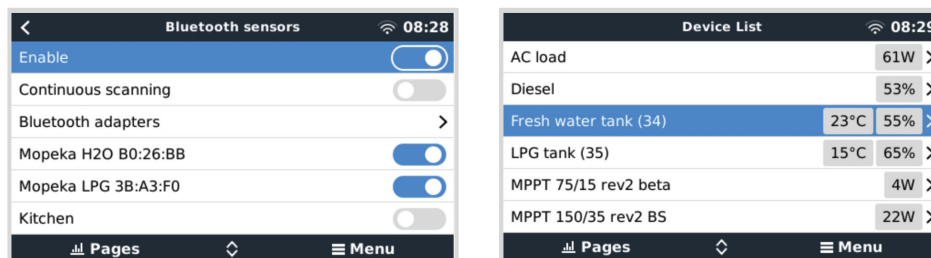 Bluetooth sensors 08:28
Enable
Continuous scanning
Bluetooth adapters
Mopeka H2O B0:26:BB
Mopeka LPG 3B:A3:F0
Kitchen
Pages Menu
Device List 08:29
AC load 61W
Diesel 53%
Fresh water tank (34) 23°C 55%
LPG tank (35) 15°C 65%
MPPT 75/15 rev2 beta 4W
MPPT 150/35 rev2 BS 22W
Pages Menu